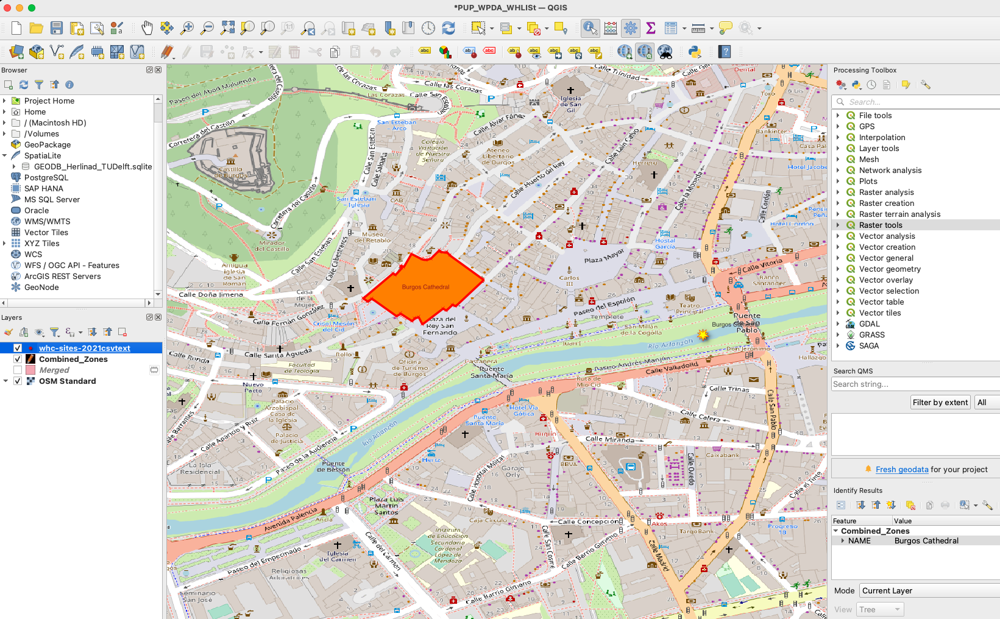 *PUP_WPDA_WHLISt — QGIS
Browser
Project Home
Home
/ (Macintosh HD)
/Volumes
GeoPackage
SpatiaLite
GEODB_Herlinad_TUDelft.sqlite
PostgreSQL
SAP HANA
MS SQL Server
Oracle
WMS/WMTS
Vector Tiles
XYZ Tiles
WCS
WFS / OGC API - Features
ArcGIS REST Servers
GeoNode
Layers
whc-sites-2021csvtext
Combined_Zones
Merged
OSM Standard
Paseo del Abad Maluenda
Carretera del Castillo
Las Corazas
Calle las Corazas
Calle Trinidad
Iglesia
de San
Gil
San Esteban
- Arco
Calle Álvar Fáñez
Calle San Esteban
Calle Saldaña
Colegio
Visitación
de Nuestra
Señora
Ateneo
Libertario
de Burgos
Calle Laín Calvo
Calle Huerto del Rey
Herrero
Calle la Moneda
Calle Cordón
Bankinter
Castillo
de Burgos
Carretera del Castillo
San Esteban
- Iglesia
CAB
Museo
del Retablo
Mirador
del Castillo
Calle San Esteban
Calle Cabestreros
Antigua
iglesia
de San
Román
Hostal
García
Plaza Mayor
Carlos
III
Calle Vitoria
Banco
Santander
Burgos Cathedral
Calle Doña Jimena
Casa
de la
Mujer
Calle Fernán González
Crisol Mesón
del Cid
Plaza del
Rey San
Fernando
Paseo del Espolón
Templete
Teatro
Principal
San Millán
de la Cogolla
Juan I
Burgos Cathedral
Puente
de San
Pablo
Río Arlanzón
Don Jerónimo
Calle Santa Águeda
Rollo
Calle Ronda
Facultad
de Teología
Oficina
de Turismo
de Burgos
Castañera
Puente
Santa María
Paseo Andrés Manjón
Calle Valladolid
Ruta de
Mío Cid
Calle Trinas
Nuevo
Pacto
Palacio
Arzobispal
Casa de
la Iglesia
Hotel Vía
Gótica
Puente
Santa María
Calle Calera
Calle San Pablo
Calle Barrantes
Calle Aparicio y Ruiz
Palacio
de Justicia
Paseo de la Audiencia
Río Arlanzón
Calle Miranda
Caixabank
La Isla
Residencial
Puente
de Bessón
Hertz
Calle Hospital Militar
Garaje
Orly
BBVA
Calle Oviedo
Plaza Luis
Martín
Santos
Avenida Palencia
Caja Círculo
Calle Concepción
Akos
TargoBank
Progreso
Instituto
de Educación
Secundaria
Cardenal
López de
Mendoza
Calle San Cosme
Calle Barrio Gimeno
Calle Madrid
Iglesia
del Carmen
Calle del Carmen
Paseo del Empecinado
Religiosas
Adoratrices
Seminario
San José
Calle Barrio Gimeno
Processing Toolbox
Search...
File tools
GPS
Interpolation
Layer tools
Mesh
Network analysis
Plots
Raster analysis
Raster creation
Raster terrain analysis
Raster tools
Vector analysis
Vector creation
Vector general
Vector geometry
Vector overlay
Vector selection
Vector table
Vector tiles
GDAL
GRASS
SAGA
Search QMS
Search string...
Filter by extent
All
Fresh geodata for your project
Identify Results
Feature Value
Combined_Zones
NAME Burgos Cathedral
Mode Current Layer
View Tree